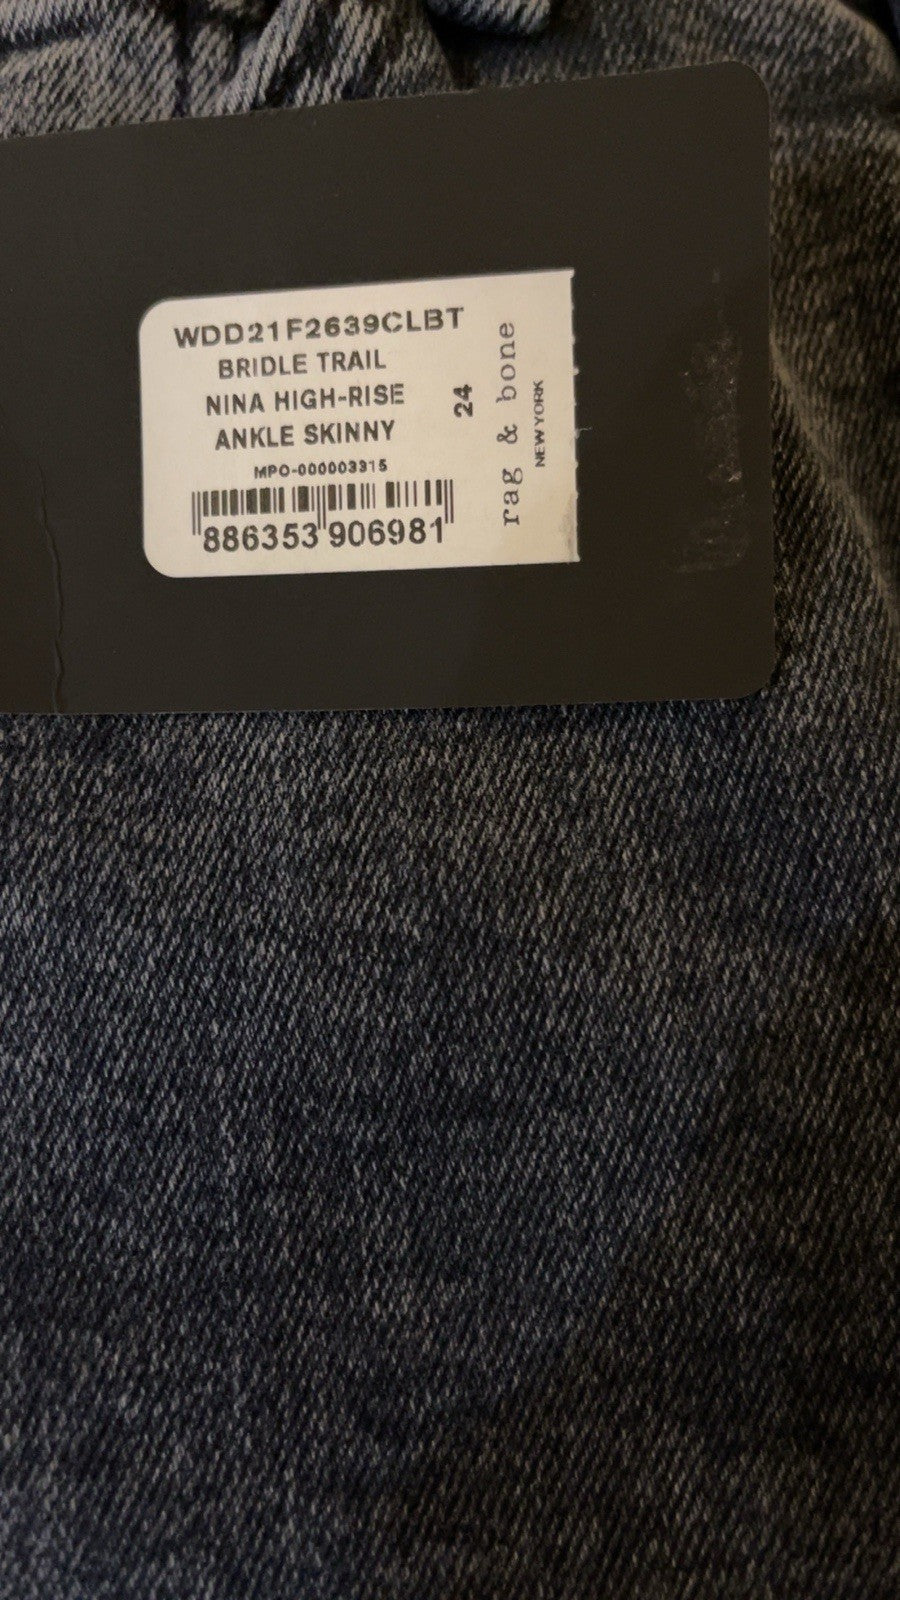 WDD21F2639CLBT
BRIDLE TRAIL
NINA HIGH-RISE
ANKLE SKINNY
MPO-000003315
886353 906981
24
rag & bone
NEW YORK